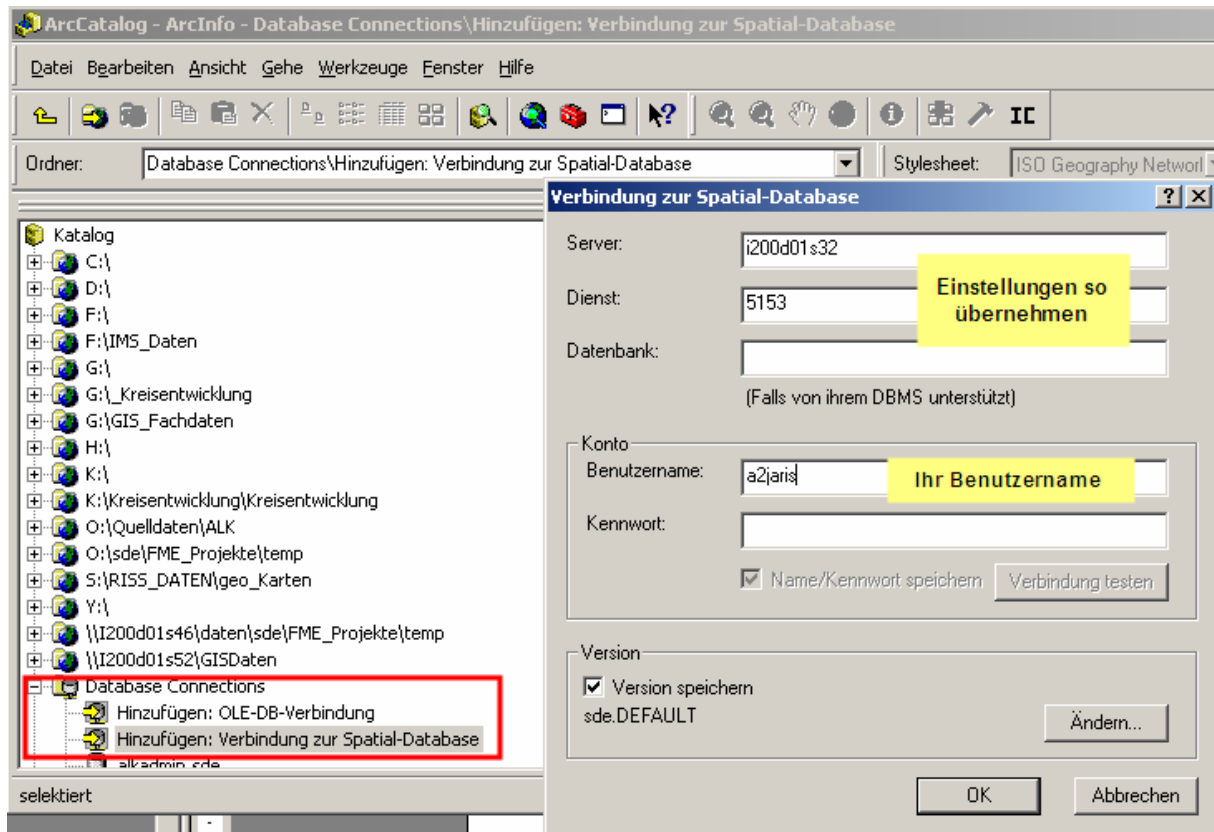 ArcCatalog - ArcInfo - Database Connections\Hinzufügen: Verbindung zur Spatial-Database
Datei Bearbeiten Ansicht Gehe Werkzeuge Fenster Hilfe
Ordner: Database Connections\Hinzufügen: Verbindung zur Spatial-Database Stylesheet: ISO Geography Networl
Katalog
C:\
D:\
F:\
F:\IMS_Daten
G:\
G:\_Kreisentwicklung
G:\GIS_Fachdaten
H:\
K:\
K:\Kreisentwicklung\Kreisentwicklung
O:\Quelldaten\ALK
O:\sde\FME_Projekte\temp
S:\RISS_DATEN\geo_Karten
Y:\
\\I200d01s46\daten\sde\FME_Projekte\temp
\\I200d01s52\GISDaten
Database Connections
Hinzufügen: OLE-DB-Verbindung
Hinzufügen: Verbindung zur Spatial-Database
alkadmin sde
selektiert
Verbindung zur Spatial-Database
Server: i200d01s32
Dienst: 5153
Einstellungen so
übernehmen
Datenbank:
(Falls von ihrem DBMS unterstützt)
Konto
Benutzername: a2jaris
Ihr Benutzername
Kennwort:
Name/Kennwort speichern Verbindung testen
Version
Version speichern
sde.DEFAULT
Ändern...
OK Abbrechen